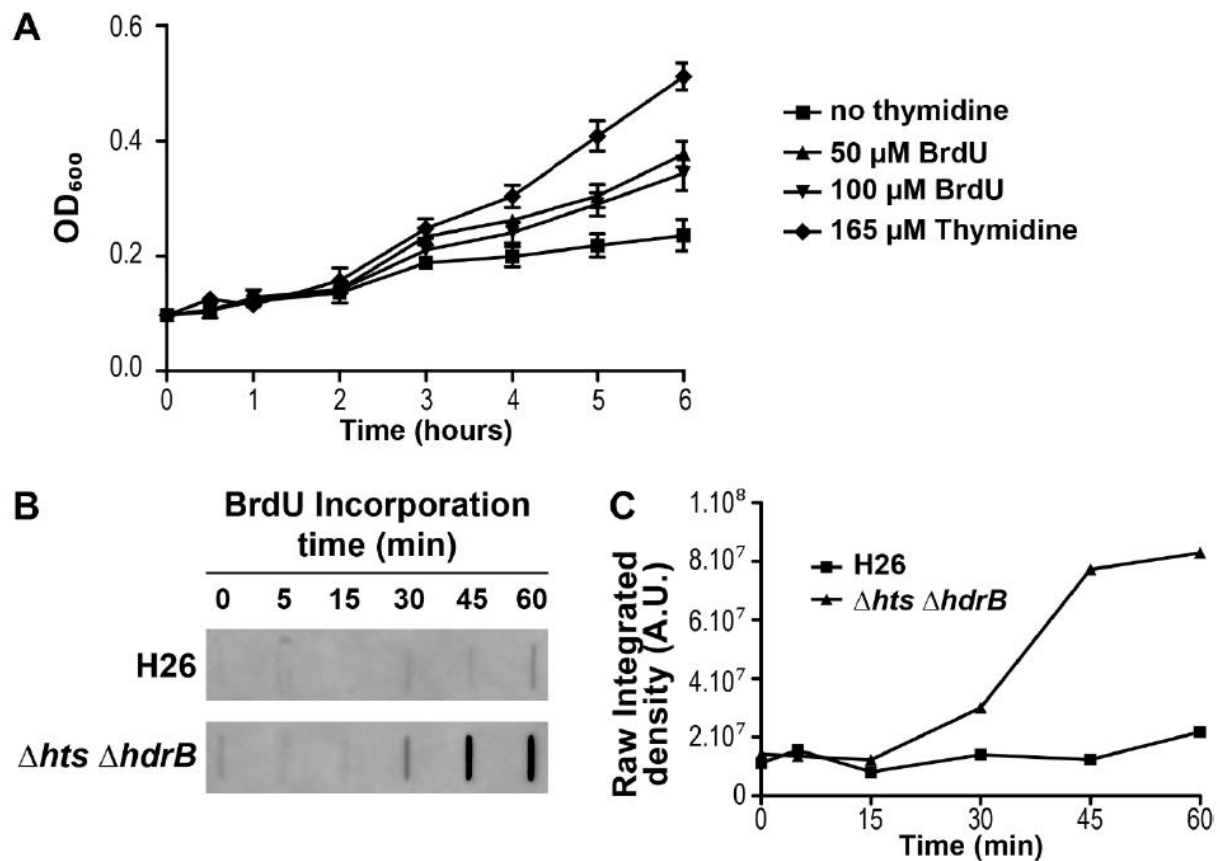 A
0.6
0.4
0.2
0.0
OD₆₀₀
0 1 2 3 4 5 6
Time (hours)
no thymidine
50 µM BrdU
100 µM BrdU
165 µM Thymidine
B
BrdU Incorporation
time (min)
0 5 15 30 45 60
H26
Δhts ΔhdrB
C
1.10⁸
8.10⁷
6.10⁷
4.10⁷
2.10⁷
0
Raw Integrated
density (A.U.)
H26
Δhts ΔhdrB
0 15 30 45 60
Time (min)